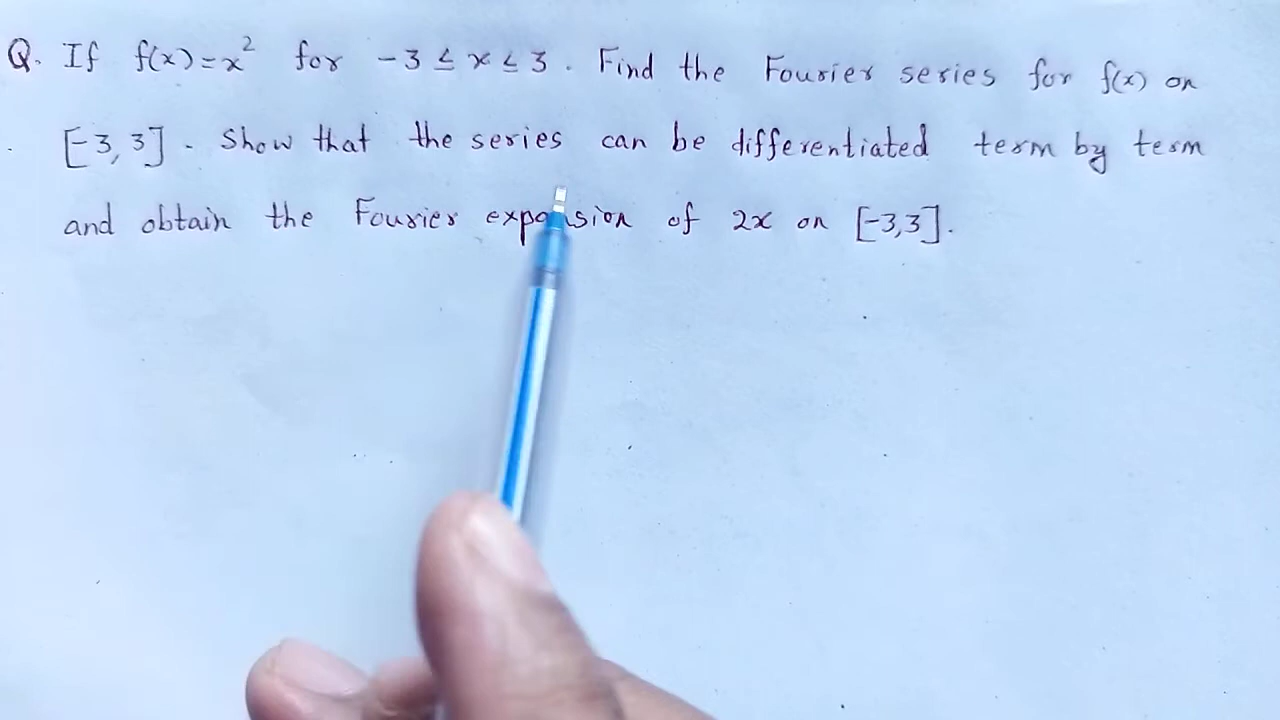 Q. If f(x)=x² for -3 ≤ x ≤ 3. Find the Fourier series for f(x) on
[-3, 3]. Show that the series can be differentiated term by term
and obtain the Fourier expansion of 2x on [-3,3].